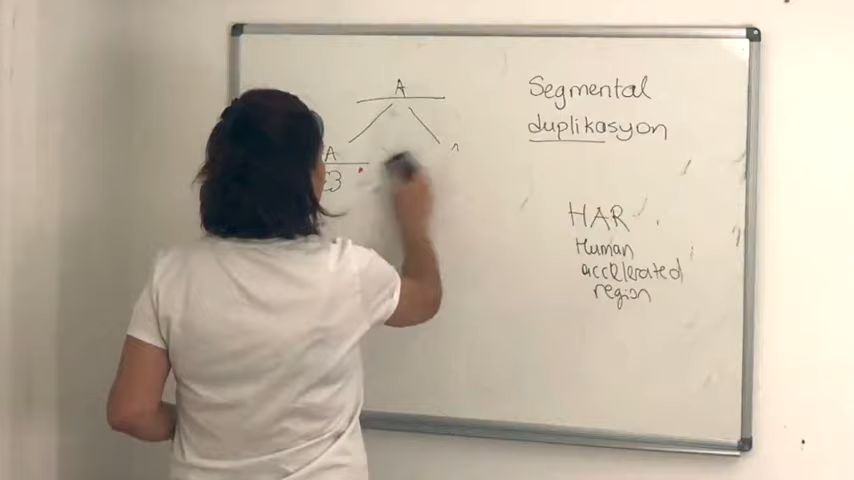 A
A
Segmental
duplikasyon
HAR
Human
accelerated
region